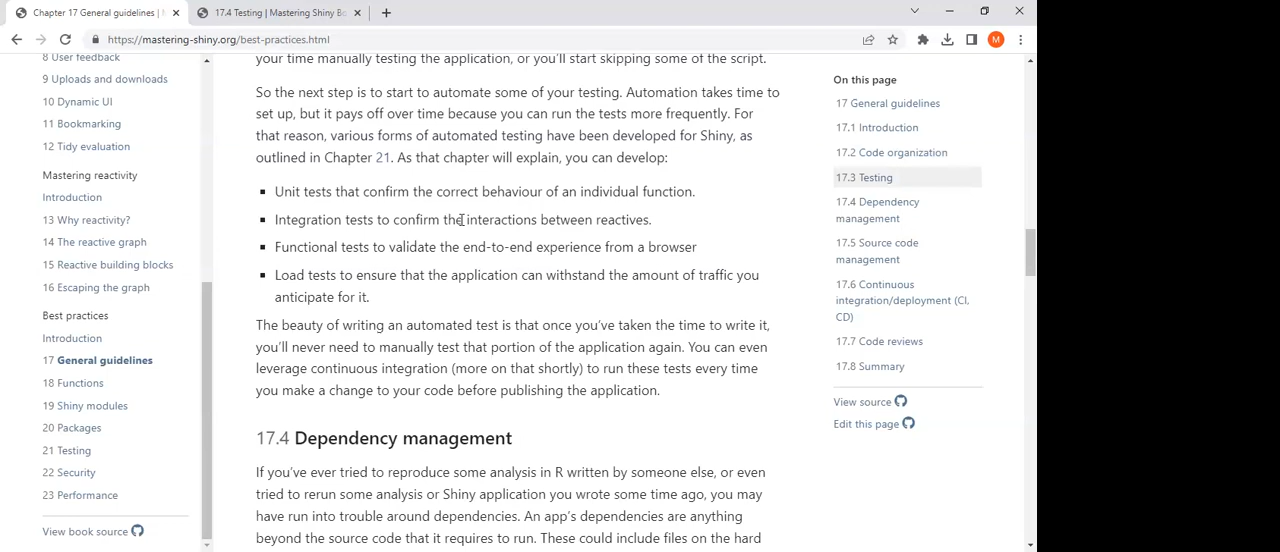 Chapter 17 General guidelines | M
17.4 Testing | Mastering Shiny Bo
https://mastering-shiny.org/best-practices.html
M
8 User feedback
9 Uploads and downloads
10 Dynamic UI
11 Bookmarking
12 Tidy evaluation
Mastering reactivity
Introduction
13 Why reactivity?
14 The reactive graph
15 Reactive building blocks
16 Escaping the graph
Best practices
Introduction
17 General guidelines
18 Functions
19 Shiny modules
20 Packages
21 Testing
22 Security
23 Performance
View book source
your time manually testing the application, or you'll start skipping some of the script.
So the next step is to start to automate some of your testing. Automation takes time to
set up, but it pays off over time because you can run the tests more frequently. For
that reason, various forms of automated testing have been developed for Shiny, as
outlined in Chapter 21. As that chapter will explain, you can develop:
Unit tests that confirm the correct behaviour of an individual function.
Integration tests to confirm the interactions between reactives.
Functional tests to validate the end-to-end experience from a browser
Load tests to ensure that the application can withstand the amount of traffic you
anticipate for it.
The beauty of writing an automated test is that once you've taken the time to write it,
you'll never need to manually test that portion of the application again. You can even
leverage continuous integration (more on that shortly) to run these tests every time
you make a change to your code before publishing the application.
17.4 Dependency management
If you've ever tried to reproduce some analysis in R written by someone else, or even
tried to rerun some analysis or Shiny application you wrote some time ago, you may
have run into trouble around dependencies. An app's dependencies are anything
beyond the source code that it requires to run. These could include files on the hard
On this page
17 General guidelines
17.1 Introduction
17.2 Code organization
17.3 Testing
17.4 Dependency
management
17.5 Source code
management
17.6 Continuous
integration/deployment (CI,
CD)
17.7 Code reviews
17.8 Summary
View source
Edit this page